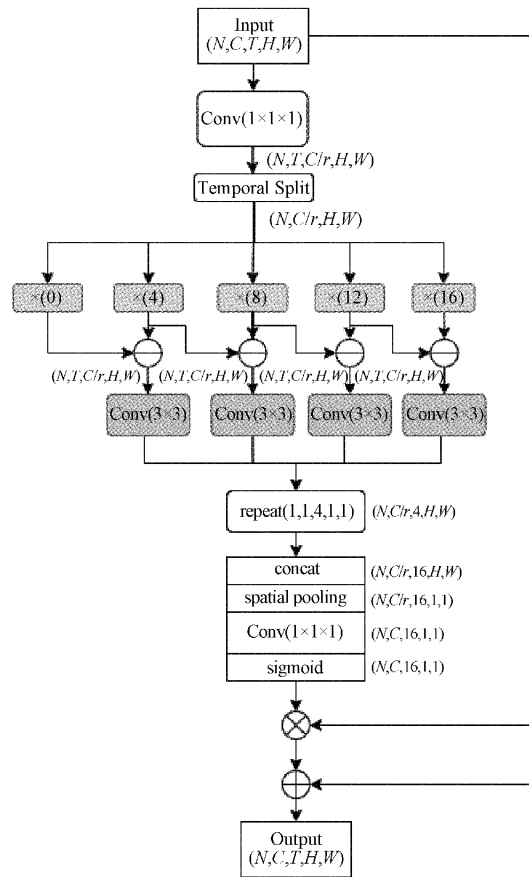 Input
(N,C,T,H,W)
Conv(1×1×1)
(N,T,C/r,H,W)
Temporal Split
(N,C/r,H,W)
×(0) ×(4) ×(8) ×(12) ×(16)
(N,T,C/r,H,W) (N,T,C/r,H,W) (N,T,C/r,H,W) (N,T,C/r,H,W)
Conv(3×3) Conv(3×3) Conv(3×3) Conv(3×3)
repeat(1,1,4,1,1) (N,C/r,4,H,W)
concat (N,C/r,16,H,W)
spatial pooling (N,C/r,16,1,1)
Conv(1×1×1) (N,C,16,1,1)
sigmoid (N,C,16,1,1)
Output
(N,C,T,H,W)